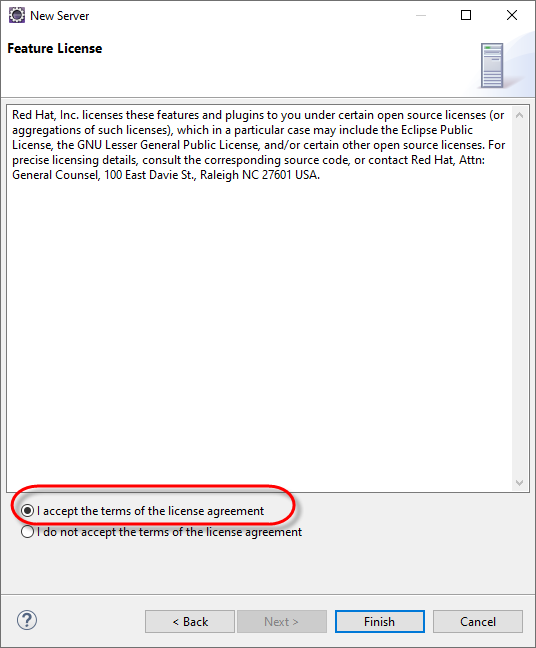 New Server
Feature License
Red Hat, Inc. licenses these features and plugins to you under certain open source licenses (or
aggregations of such licenses), which in a particular case may include the Eclipse Public
License, the GNU Lesser General Public License, and/or certain other open source licenses. For
precise licensing details, consult the corresponding source code, or contact Red Hat, Attn:
General Counsel, 100 East Davie St., Raleigh NC 27601 USA.
I accept the terms of the license agreement
I do not accept the terms of the license agreement
? < Back Next > Finish Cancel